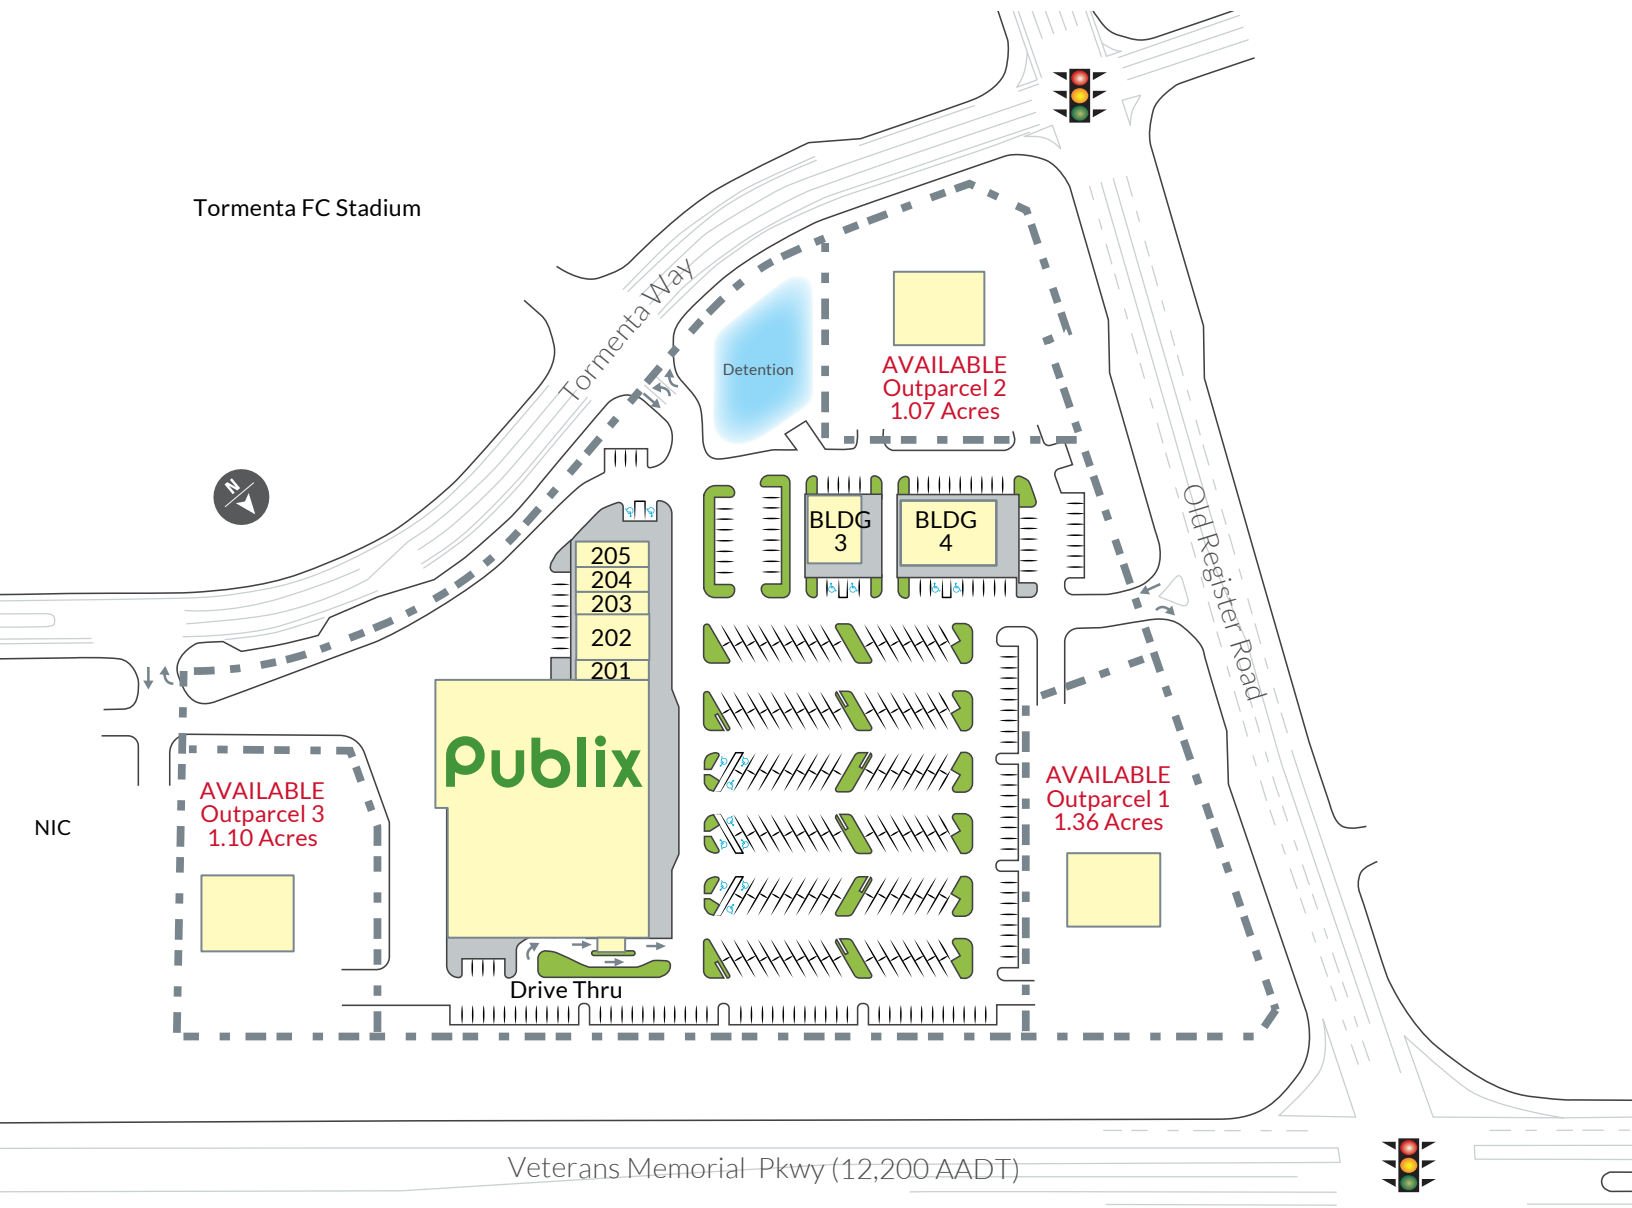 Tormenta FC Stadium
Tormenta Way
Detention
AVAILABLE
Outparcel 2
1.07 Acres
N
BLDG
3
BLDG
4
Old Register Road
205
204
203
202
201
Publix
AVAILABLE
Outparcel 3
1.10 Acres
NIC
AVAILABLE
Outparcel 1
1.36 Acres
Drive Thru
Veterans Memorial Pkwy (12,200 AADT)